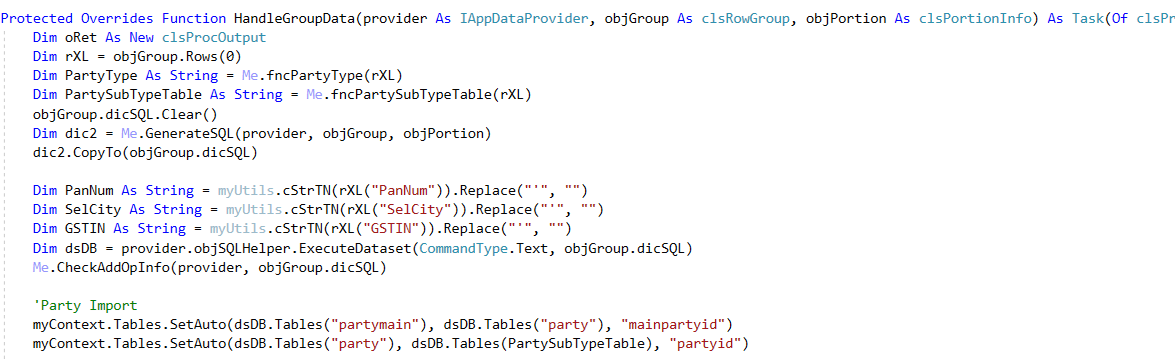 Protected Overrides Function HandleGroupData(provider As IAppDataProvider, objGroup As clsRowGroup, objPortion As clsPortionInfo) As Task(Of clsPr
Dim oRet As New clsProcOutput
Dim rXL = objGroup.Rows(0)
Dim PartyType As String = Me.fncPartyType(rXL)
Dim PartySubTypeTable As String = Me.fncPartySubTypeTable(rXL)
objGroup.dicSQL.Clear()
Dim dic2 = Me.GenerateSQL(provider, objGroup, objPortion)
dic2.CopyTo(objGroup.dicSQL)
Dim PanNum As String = myUtils.cStrTN(rXL("PanNum")).Replace("'", "")
Dim SelCity As String = myUtils.cStrTN(rXL("SelCity")).Replace("'", "")
Dim GSTIN As String = myUtils.cStrTN(rXL("GSTIN")).Replace("'", "")
Dim dsDB = provider.objSQLHelper.ExecuteDataset(CommandType.Text, objGroup.dicSQL)
Me.CheckAddOpInfo(provider, objGroup.dicSQL)
'Party Import
myContext.Tables.SetAuto(dsDB.Tables("partymain"), dsDB.Tables("party"), "mainpartyid")
myContext.Tables.SetAuto(dsDB.Tables("party"), dsDB.Tables(PartySubTypeTable), "partyid")